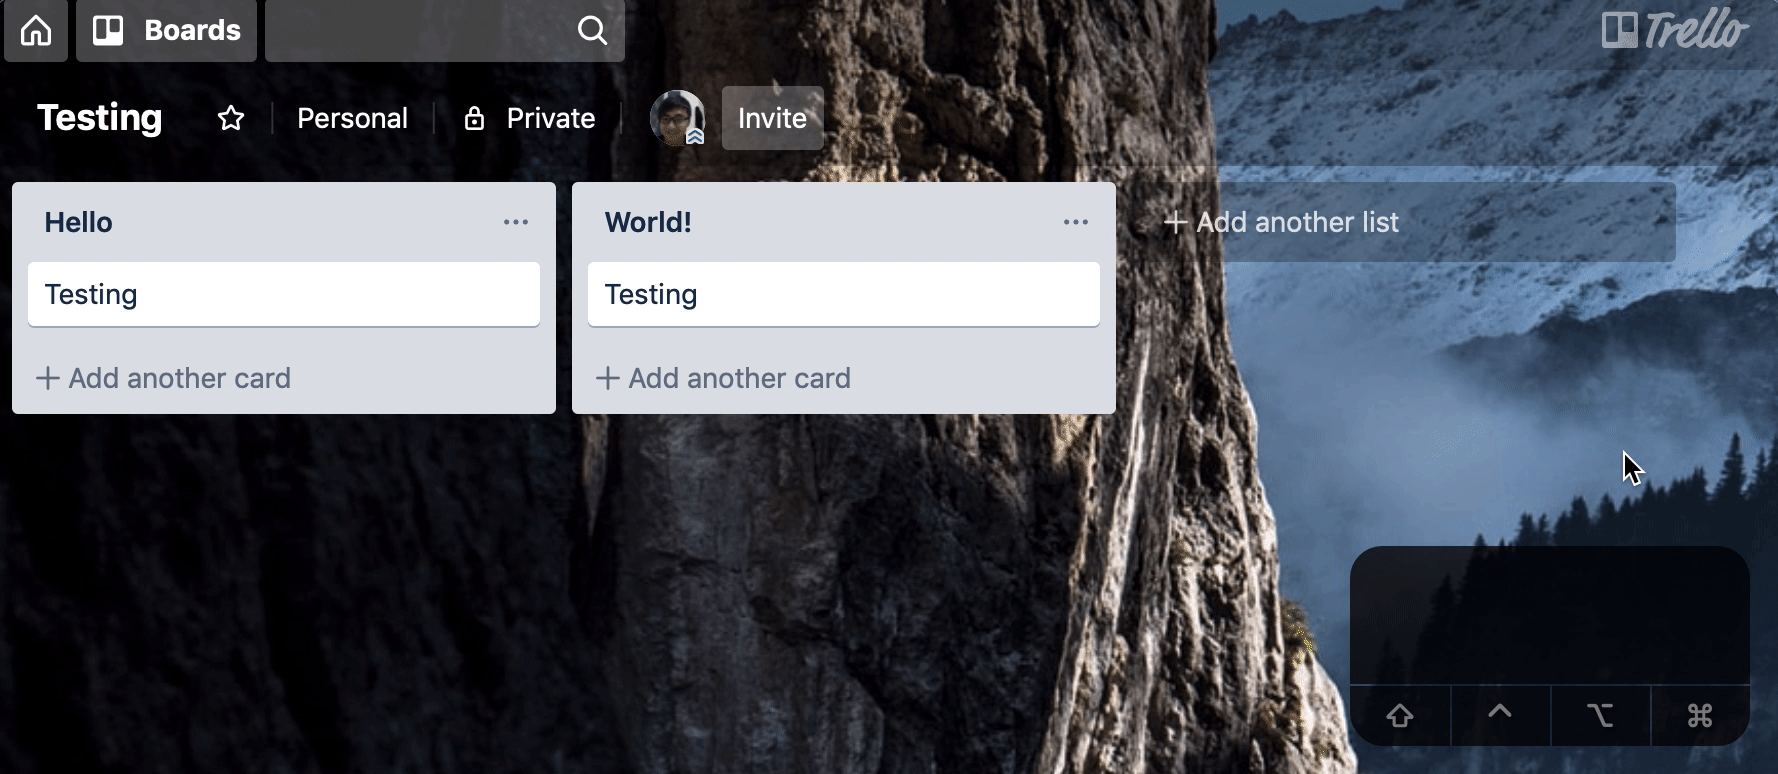 Boards
Trello
Testing
Personal
Private
Invite
Hello
World!
Add another list
Testing
Testing
Add another card
Add another card